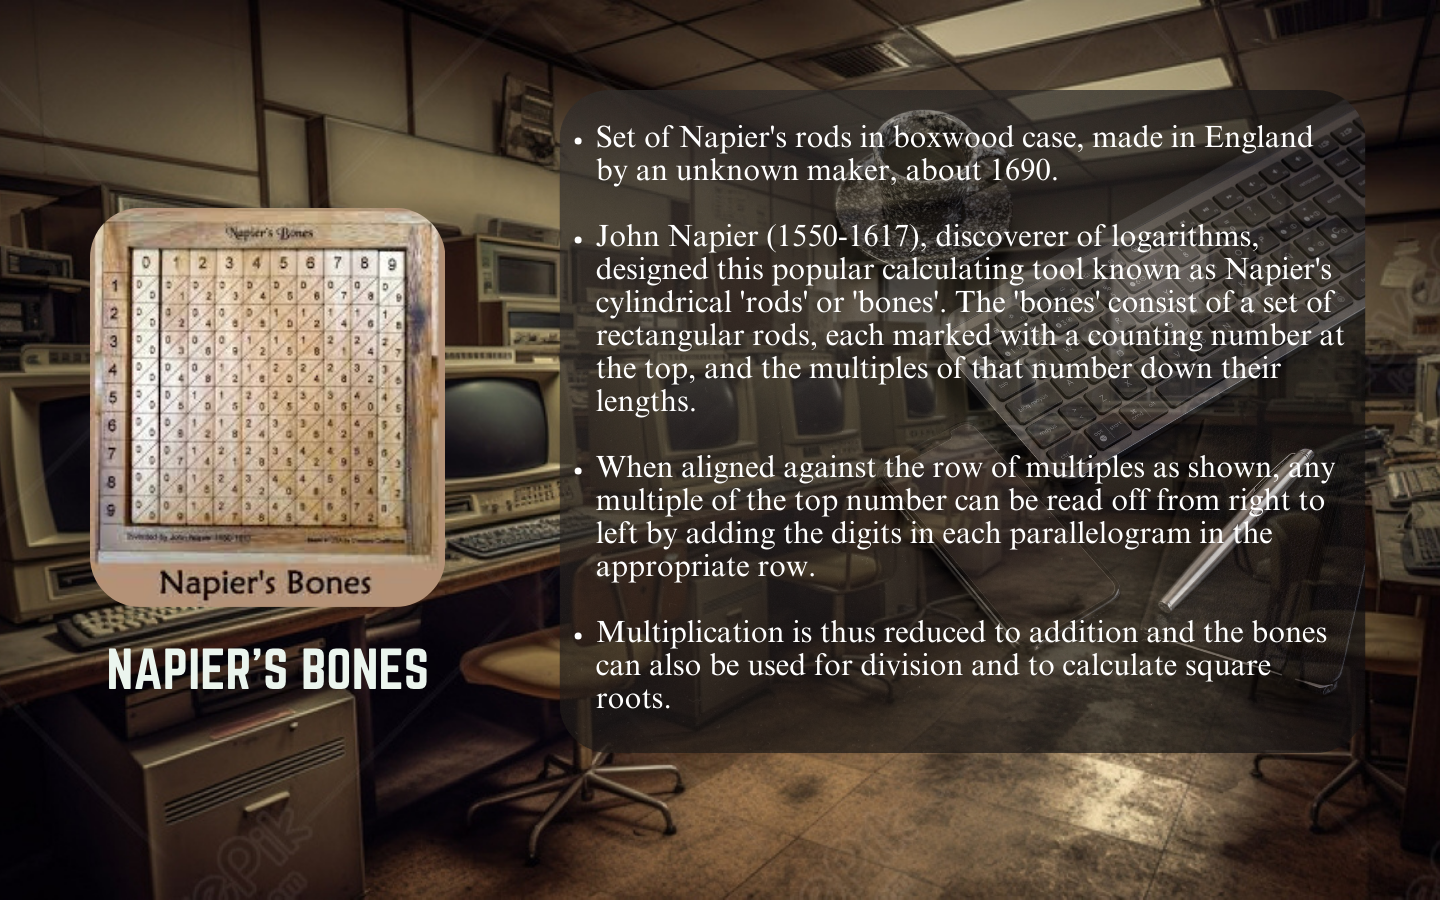 Napier's Bones
0 1 2 3 4 5 6 7 8 9
1
2
3
4
5
6
7
8
9
Napier's Bones
NAPIER'S BONES
• Set of Napier's rods in boxwood case, made in England
by an unknown maker, about 1690.
• John Napier (1550-1617), discoverer of logarithms,
designed this popular calculating tool known as Napier's
cylindrical 'rods' or 'bones'. The 'bones' consist of a set of
rectangular rods, each marked with a counting number at
the top, and the multiples of that number down their
lengths.
• When aligned against the row of multiples as shown, any
multiple of the top number can be read off from right to
left by adding the digits in each parallelogram in the
appropriate row.
• Multiplication is thus reduced to addition and the bones
can also be used for division and to calculate square
roots.